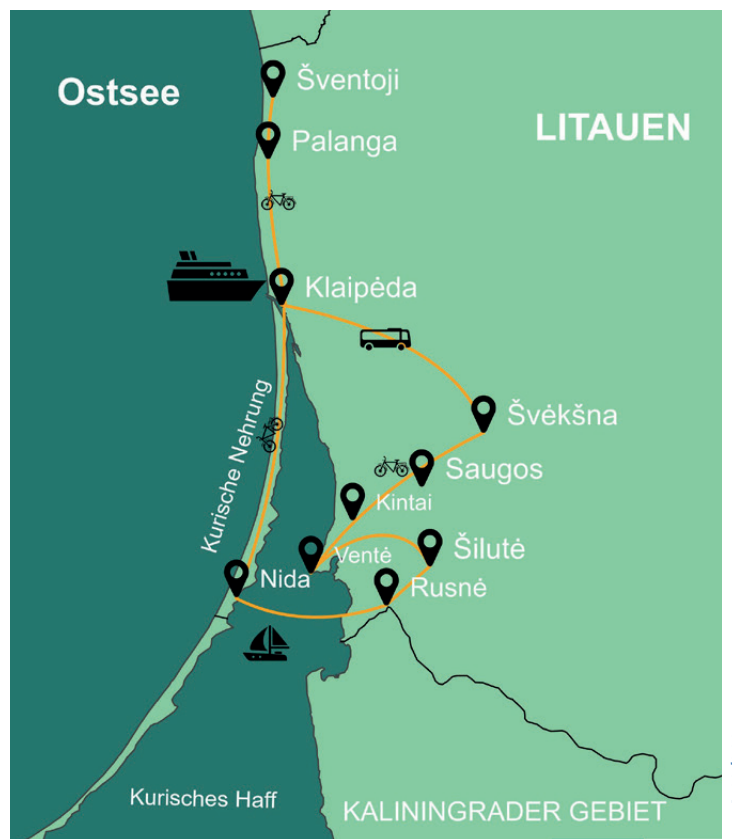 Šventoji
Ostsee
LITAUEN
Palanga
Klaipėda
Švėkšna
Kurische Nehrung
Saugos
Kintai
Ventė
Šilutė
Nida
Rusnė
Kurisches Haff
KALININGRADER GEBIET